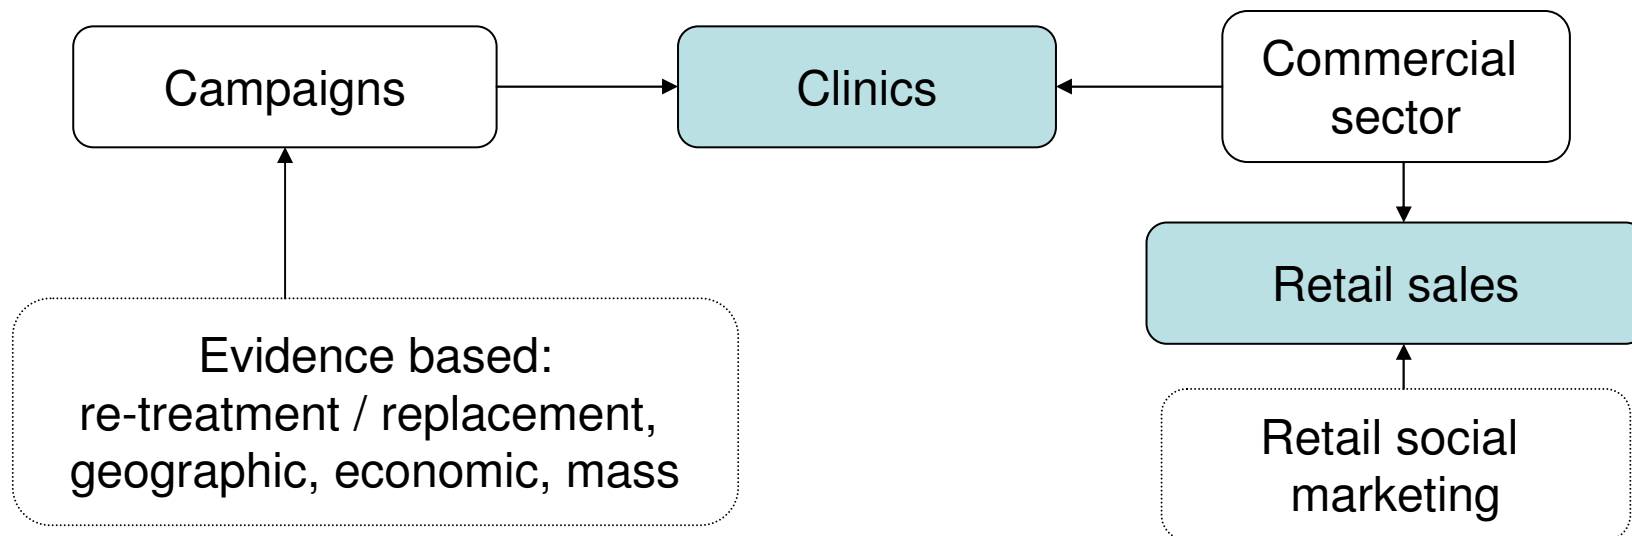 Campaigns
Clinics
Commercial
sector
Retail sales
Evidence based:
re-treatment / replacement,
geographic, economic, mass
Retail social
marketing